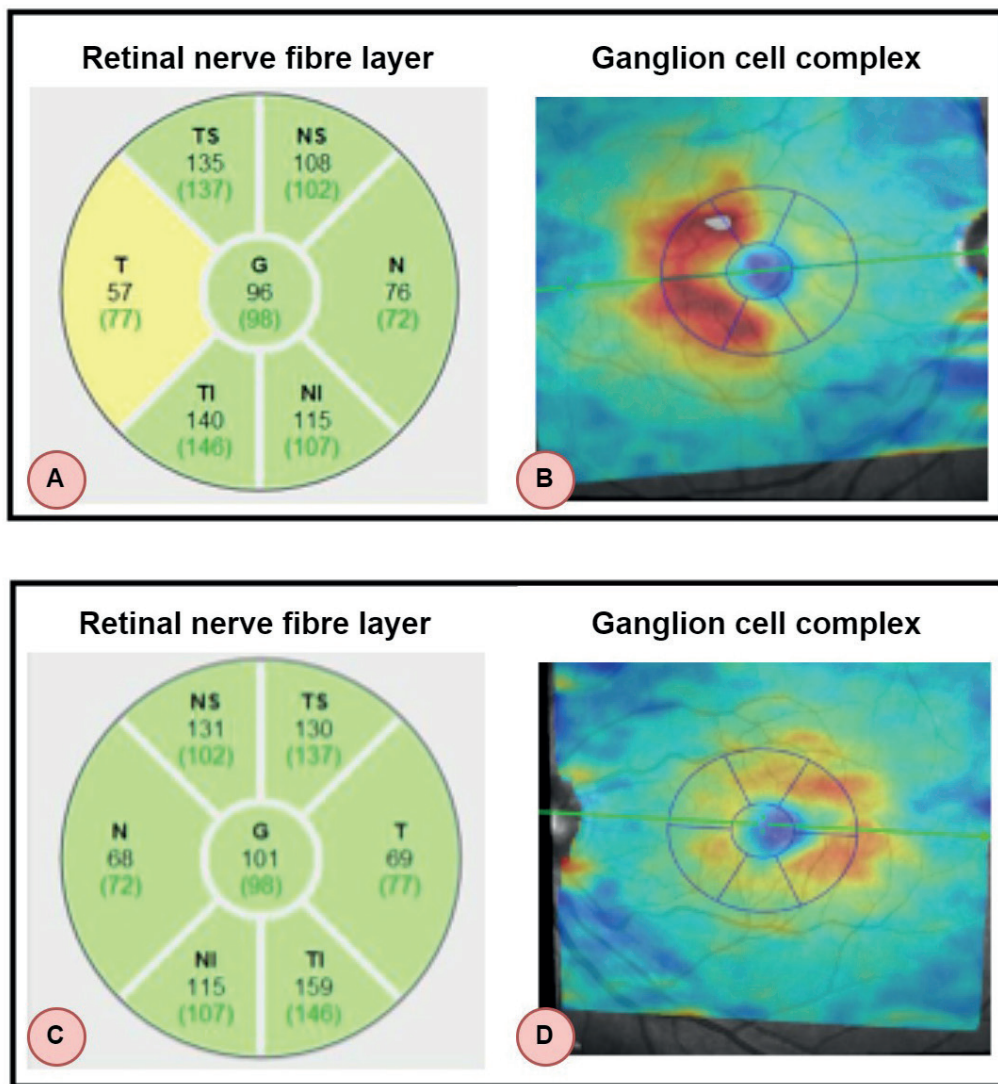 Retinal nerve fibre layer
Ganglion cell complex
TS
135
(137)
NS
108
(102)
T
57
(77)
G
96
(98)
N
76
(72)
TI
140
(146)
NI
115
(107)
A
B
Retinal nerve fibre layer
Ganglion cell complex
NS
131
(102)
TS
130
(137)
N
68
(72)
G
101
(98)
T
69
(77)
NI
115
(107)
TI
159
(146)
C
D